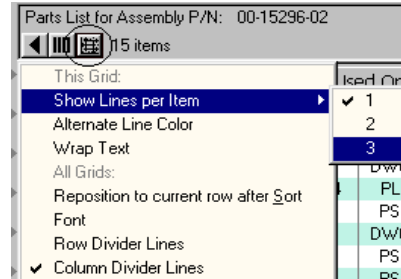 Parts List for Assembly P/N: 00-15296-02
15 items
This Grid:
Show Lines per Item
Alternate Line Color
Wrap Text
All Grids:
Reposition to current row after Sort
Font
Row Divider Lines
Column Divider Lines
1
2
3
PL
PS
PS